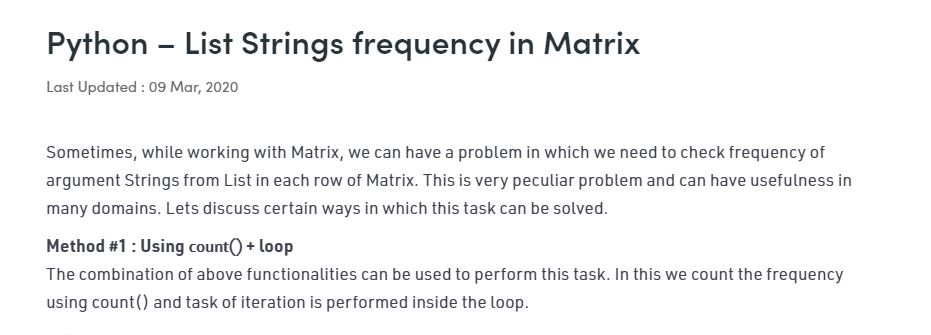 Python – List Strings frequency in Matrix
Last Updated : 09 Mar, 2020
Sometimes, while working with Matrix, we can have a problem in which we need to check frequency of
argument Strings from List in each row of Matrix. This is very peculiar problem and can have usefulness in
many domains. Lets discuss certain ways in which this task can be solved.
Method #1 : Using count() + loop
The combination of above functionalities can be used to perform this task. In this we count the frequency
using count() and task of iteration is performed inside the loop.